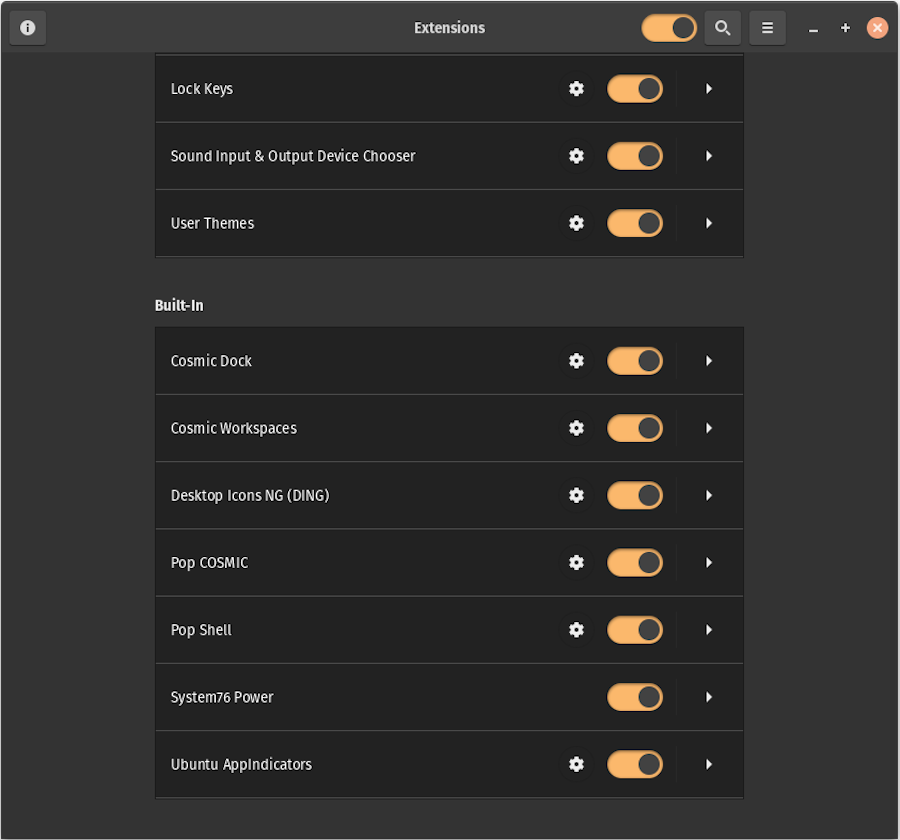 Extensions
Lock Keys
Sound Input & Output Device Chooser
User Themes
Built-In
Cosmic Dock
Cosmic Workspaces
Desktop Icons NG (DING)
Pop COSMIC
Pop Shell
System76 Power
Ubuntu AppIndicators